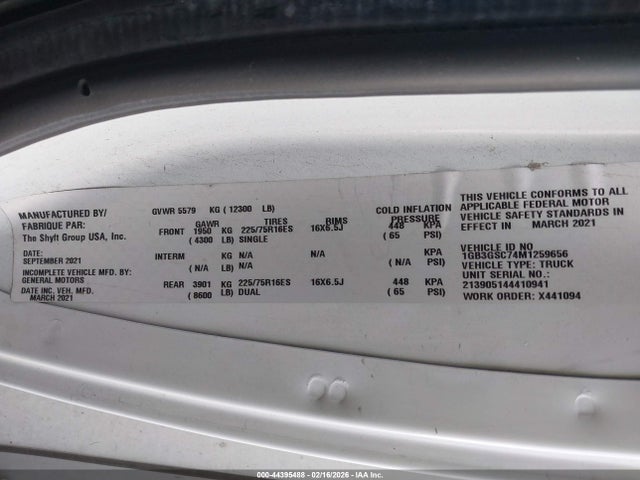 MANUFACTURED BY/
FABRIQUE PAR:
The Shyft Group USA, Inc.
DATE:
SEPTEMBER 2021
INCOMPLETE VEHICLE MFD. BY:
GENERAL MOTORS
DATE INC. VEH. MFD.
MARCH 2021
GVWR 5579 KG ( 12300 LB)
GAWR TIRES RIMS COLD INFLATION PRESSURE
FRONT 1950 KG 225/75R16ES 16X6.5J 448 KPA
( 4300 LB) SINGLE ( 65 PSI)
INTERM KG N/A N/A KPA
( N/A LB) N/A ( N/A PSI)
REAR 3901 KG 225/75R16ES 16X6.5J 448 KPA
( 8600 LB) DUAL ( 65 PSI)
THIS VEHICLE CONFORMS TO ALL
APPLICABLE FEDERAL MOTOR
VEHICLE SAFETY STANDARDS IN
EFFECT IN MARCH 2021
VEHICLE ID NO
1GB3GSC74M1259656
VEHICLE TYPE: TRUCK
UNIT SERIAL NO.:
213905144410941
WORK ORDER: X441094
000-44395488 - 02/16/2026 - IAA Inc.